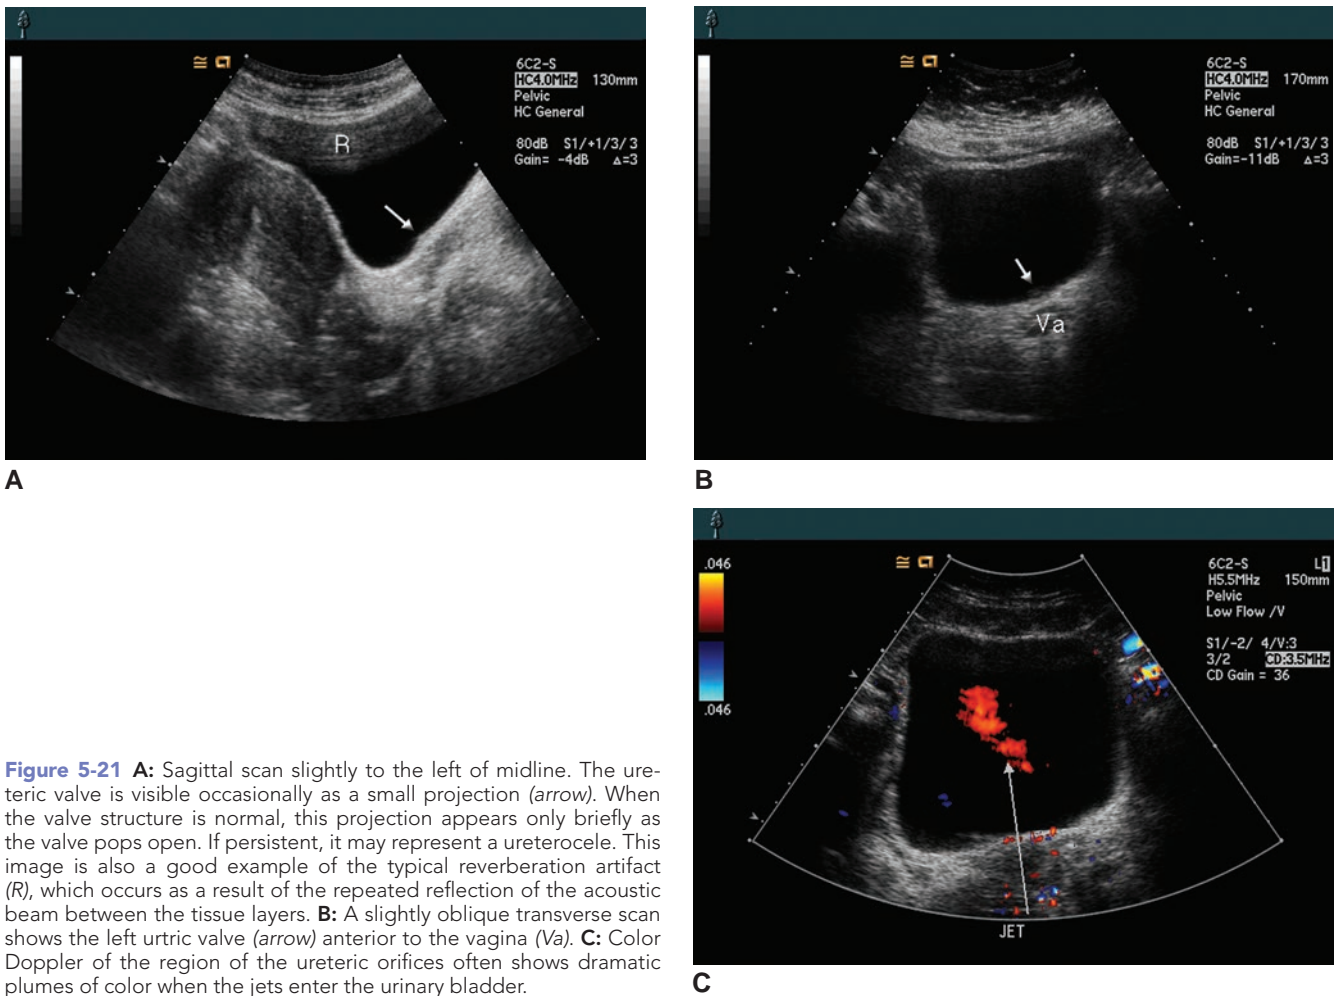 6C2-S
HC4.0MHz 130mm
Pelvic
HC General
80dB S1/+1/3/3
Gain= -4dB Δ=3
R
A
6C2-S
HC4.0MHz 170mm
Pelvic
HC General
80dB S1/+1/3/3
Gain=-11dB Δ=3
Va
B
.046
.046
6C2-S
H5.5MHz 150mm
Pelvic
Low Flow /V
S1/-2/ 4/V:3
3/2 CD:3.5MHz
CD Gain = 36
JET
C
Figure 5-21 A: Sagittal scan slightly to the left of midline. The ure-
teric valve is visible occasionally as a small projection (arrow). When
the valve structure is normal, this projection appears only briefly as
the valve pops open. If persistent, it may represent a ureterocele. This
image is also a good example of the typical reverberation artifact
(R), which occurs as a result of the repeated reflection of the acoustic
beam between the tissue layers. B: A slightly oblique transverse scan
shows the left urtric valve (arrow) anterior to the vagina (Va). C: Color
Doppler of the region of the ureteric orifices often shows dramatic
plumes of color when the jets enter the urinary bladder.